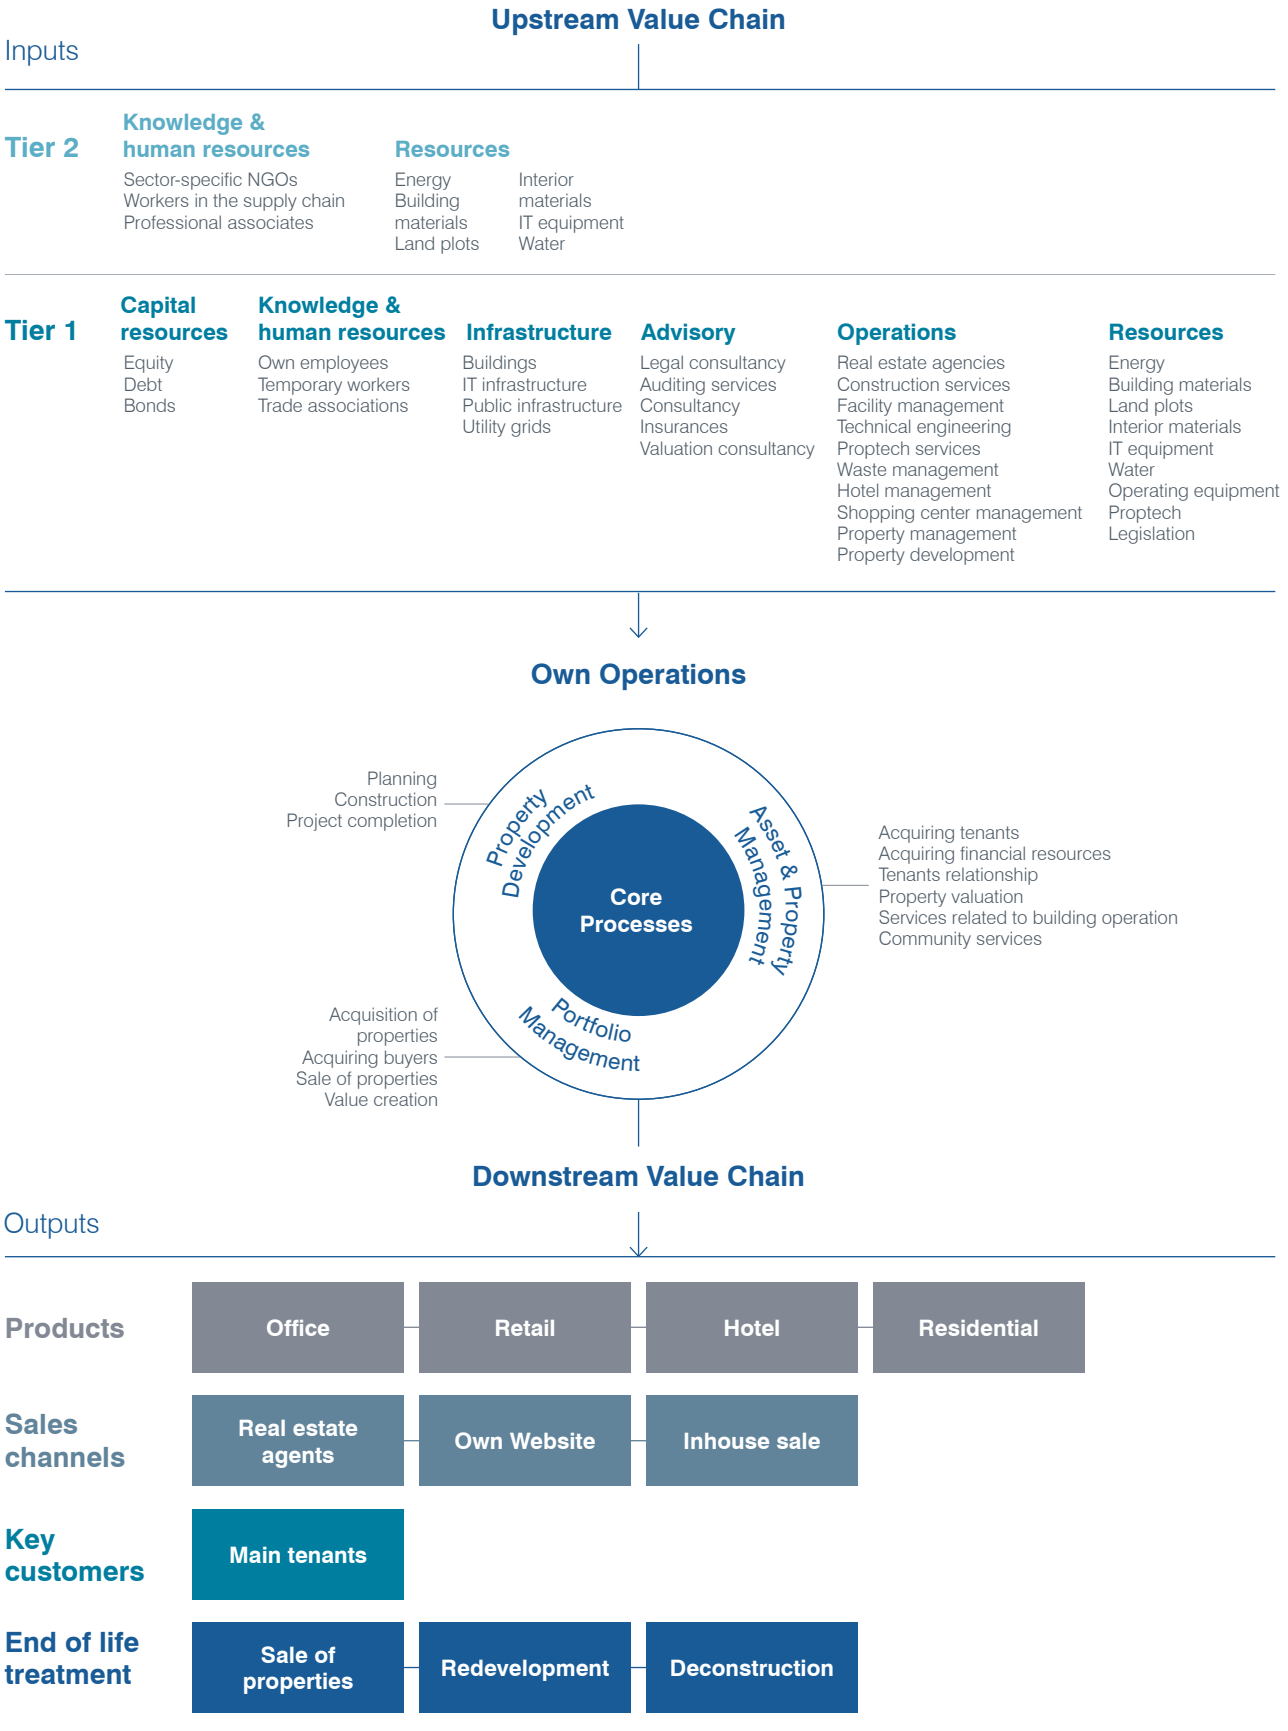 Upstream Value Chain
Inputs
Tier 2
Knowledge &
human resources
Sector-specific NGOs
Workers in the supply chain
Professional associates
Resources
Energy
Building
materials
Land plots
Interior
materials
IT equipment
Water
Tier 1
Capital
resources
Equity
Debt
Bonds
Knowledge &
human resources
Own employees
Temporary workers
Trade associations
Infrastructure
Buildings
IT infrastructure
Public infrastructure
Utility grids
Advisory
Legal consultancy
Auditing services
Consultancy
Insurances
Valuation consultancy
Operations
Real estate agencies
Construction services
Facility management
Technical engineering
Proptech services
Waste management
Hotel management
Shopping center management
Property management
Property development
Resources
Energy
Building materials
Land plots
Interior materials
IT equipment
Water
Operating equipment
Proptech
Legislation
Own Operations
Planning
Construction
Project completion
Property
Development
Core
Processes
Asset & Property
Management
Acquiring tenants
Acquiring financial resources
Tenants relationship
Property valuation
Services related to building operation
Community services
Acquisition of
properties
Acquiring buyers
Sale of properties
Value creation
Portfolio
Management
Downstream Value Chain
Outputs
Products
Office
Retail
Hotel
Residential
Sales
channels
Real estate
agents
Own Website
Inhouse sale
Key
customers
Main tenants
End of life
treatment
Sale of
properties
Redevelopment
Deconstruction